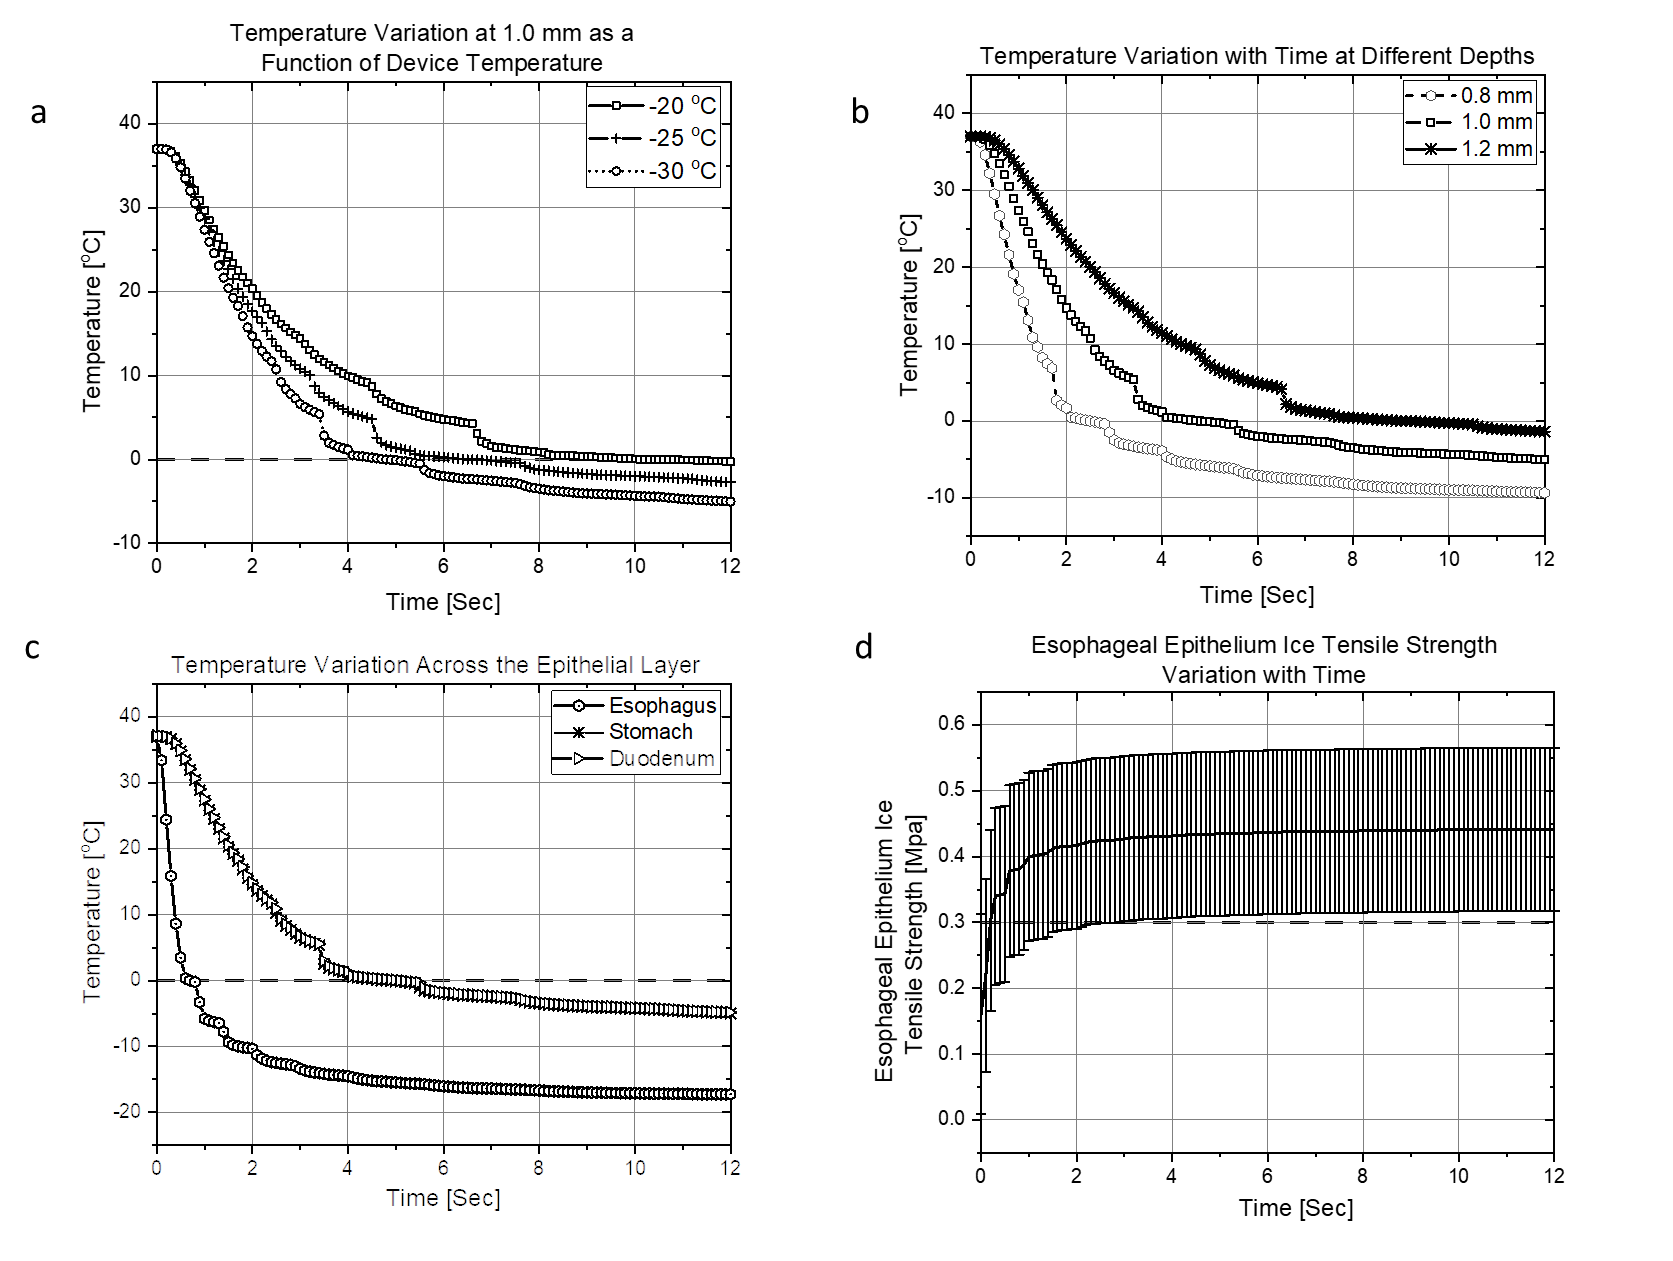 a
Temperature Variation at 1.0 mm as a
Function of Device Temperature
-20 °C
-25 °C
-30 °C
40
30
20
10
0
-10
Temperature [°C]
0 2 4 6 8 10 12
Time [Sec]
b
Temperature Variation with Time at Different Depths
0.8 mm
1.0 mm
1.2 mm
40
30
20
10
0
-10
Temperature [°C]
0 2 4 6 8 10 12
Time [Sec]
c
Temperature Variation Across the Epithelial Layer
Esophagus
Stomach
Duodenum
40
30
20
10
0
-10
-20
Temperature [°C]
0 2 4 6 8 10 12
Time [Sec]
d
Esophageal Epithelium Ice Tensile Strength
Variation with Time
0.6
0.5
0.4
0.3
0.2
0.1
0.0
Esophageal Epithelium Ice
Tensile Strength [Mpa]
0 2 4 6 8 10 12
Time [Sec]